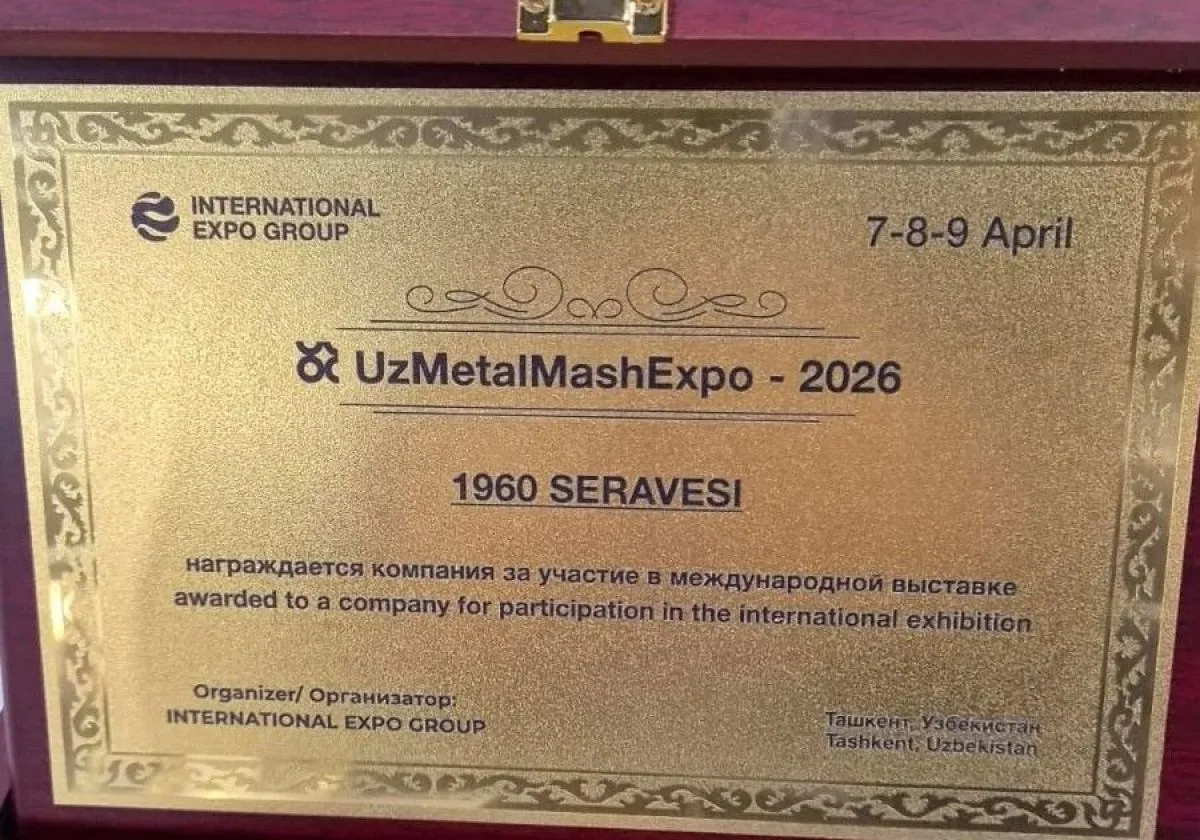 INTERNATIONAL
EXPO GROUP
7-8-9 April
UzMetalMashExpo - 2026
1960 SERAVESI
награждается компания за участие в международной выставке
awarded to a company for participation in the international exhibition
Organizer/ Организатор:
INTERNATIONAL EXPO GROUP
Ташкент, Узбекистан
Tashkent, Uzbekistan